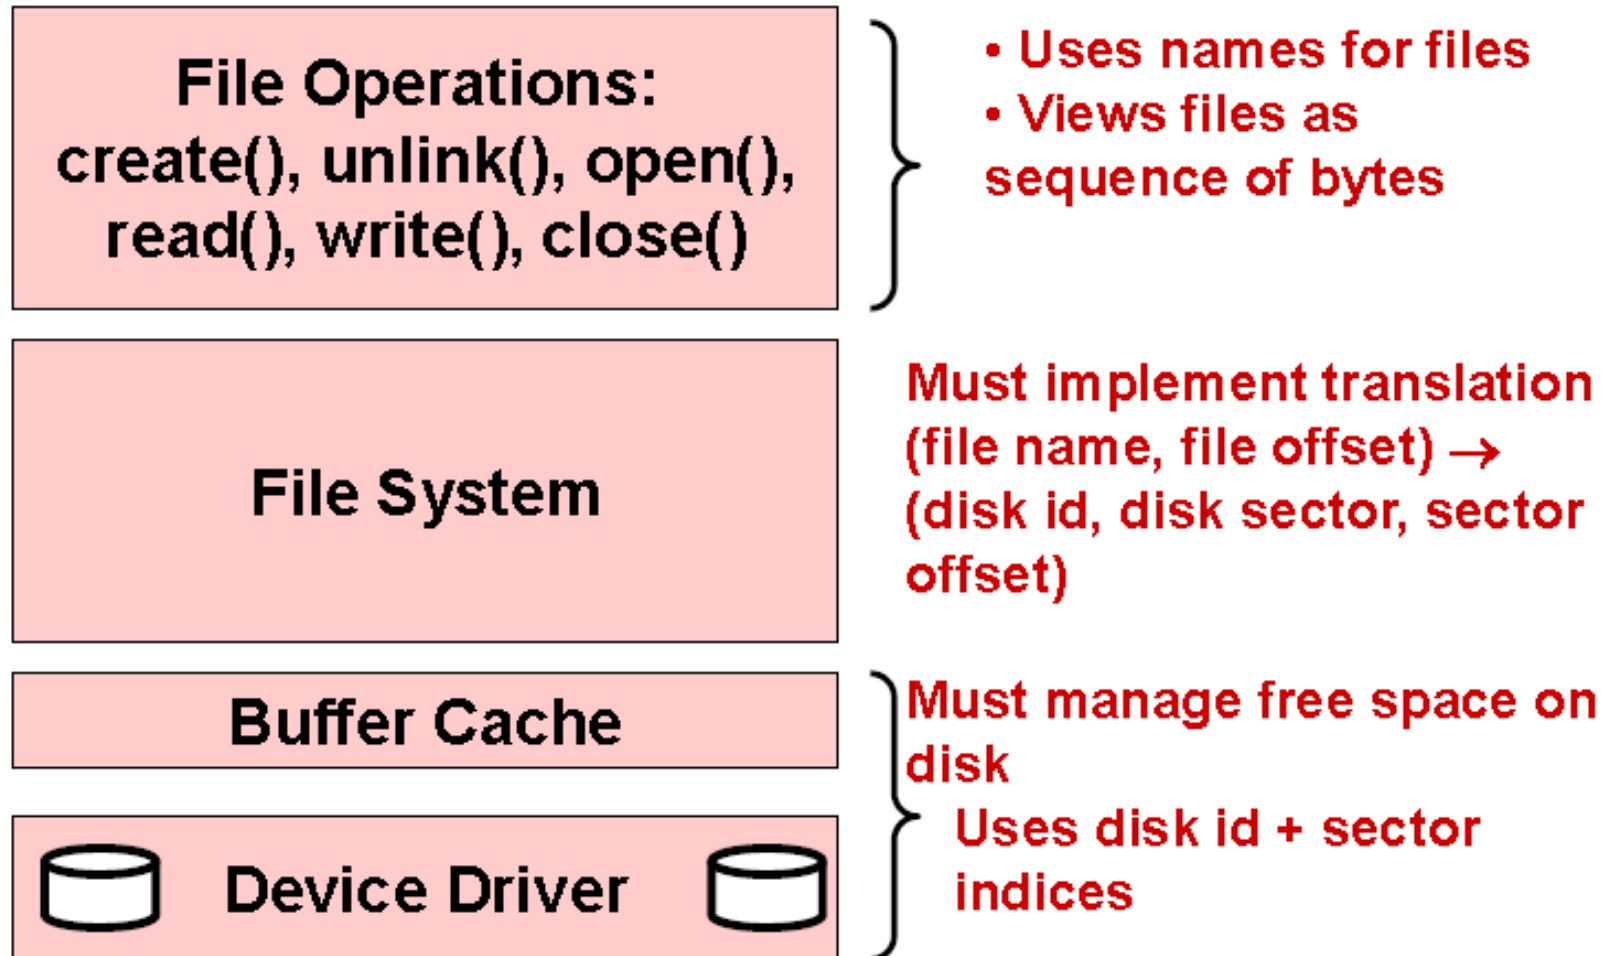 File Operations:
create(), unlink(), open(),
read(), write(), close()
• Uses names for files
• Views files as
sequence of bytes
File System
Must implement translation
(file name, file offset) →
(disk id, disk sector, sector
offset)
Buffer Cache
Must manage free space on
disk
Device Driver
Uses disk id + sector
indices